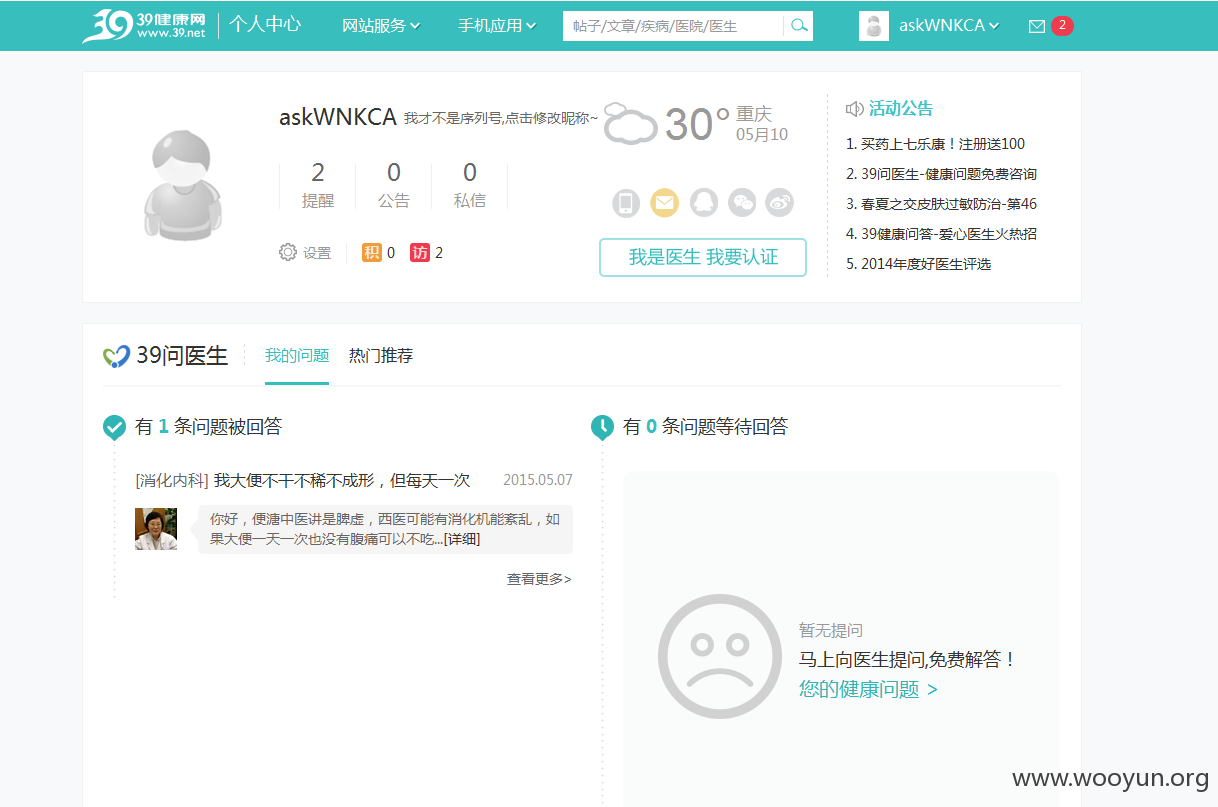 39健康网
www.39.net
个人中心
网站服务
手机应用
帖子/文章/疾病/医院/医生
askWNKCA
2
askWNKCA 我才不是序列号,点击修改昵称~
2
提醒
0
公告
0
私信
设置
积 0
访 2
30°
重庆
05月10
我是医生 我要认证
活动公告
1. 买药上七乐康！注册送100
2. 39问医生-健康问题免费咨询
3. 春夏之交皮肤过敏防治-第46
4. 39健康问答-爱心医生火热招
5. 2014年度好医生评选
39问医生
我的问题
热门推荐
有 1 条问题被回答
[消化内科] 我大便不干不稀不成形，但每天一次
2015.05.07
你好，便溏中医讲是脾虚，西医可能有消化机能紊乱，如
果大便一天一次也没有腹痛可以不吃...[详细]
查看更多>
有 0 条问题等待回答
暂无提问
马上向医生提问,免费解答！
您的健康问题 >
www.wooyun.org